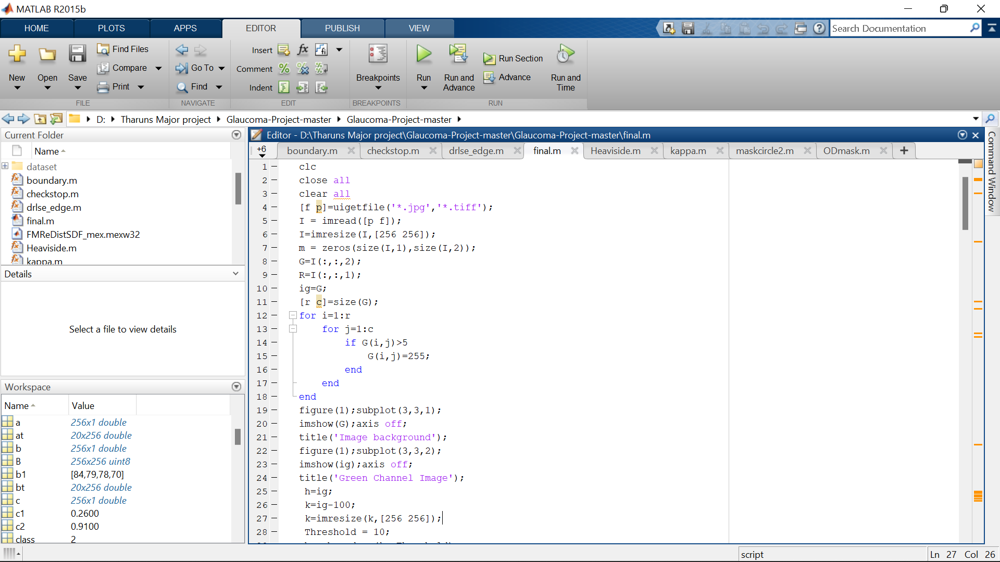 MATLAB R2015b
HOME PLOTS APPS EDITOR PUBLISH VIEW
Search Documentation
New Open Save
Find Files
Compare
Print
FILE
Go To
Find
NAVIGATE
Insert fx fi
Comment
Indent
EDIT
Breakpoints
BREAKPOINTS
Run
Run and Advance
Run Section
Advance
Run and Time
RUN
D: Tharuns Major project Glaucoma-Project-master Glaucoma-Project-master
Current Folder
Name
dataset
boundary.m
checkstop.m
drlse_edge.m
final.m
FMReDistSDF_mex.mexw32
Heaviside.m
kappa.m
Details
Select a file to view details
Workspace
Name Value
a 256x1 double
at 20x256 double
b 256x1 double
B 256x256 uint8
b1 [84,79,78,70]
bt 20x256 double
c 256x1 double
c1 0.2600
c2 0.9100
class 2
Editor - D:\Tharuns Major project\Glaucoma-Project-master\Glaucoma-Project-master\final.m
+6 boundary.m checkstop.m drlse_edge.m final.m Heaviside.m kappa.m maskcircle2.m ODmask.m +
Command Window
1 – clc
2 – close all
3 – clear all
4 – [f p]=uigetfile('*.jpg','*.tiff');
5 – I = imread([p f]);
6 – I=imresize(I,[256 256]);
7 – m = zeros(size(I,1),size(I,2));
8 – G=I(:,:,2);
9 – R=I(:,:,1);
10 – ig=G;
11 – [r c]=size(G);
12 – for i=1:r
13 – for j=1:c
14 – if G(i,j)>5
15 – G(i,j)=255;
16 – end
17 – end
18 – end
19 – figure(1);subplot(3,3,1);
20 – imshow(G);axis off;
21 – title('Image background');
22 – figure(1);subplot(3,3,2);
23 – imshow(ig);axis off;
24 – title('Green Channel Image');
25 – h=ig;
26 – k=ig-100;
27 – k=imresize(k,[256 256]);
28 – Threshold = 10;
script
Ln 27 Col 26